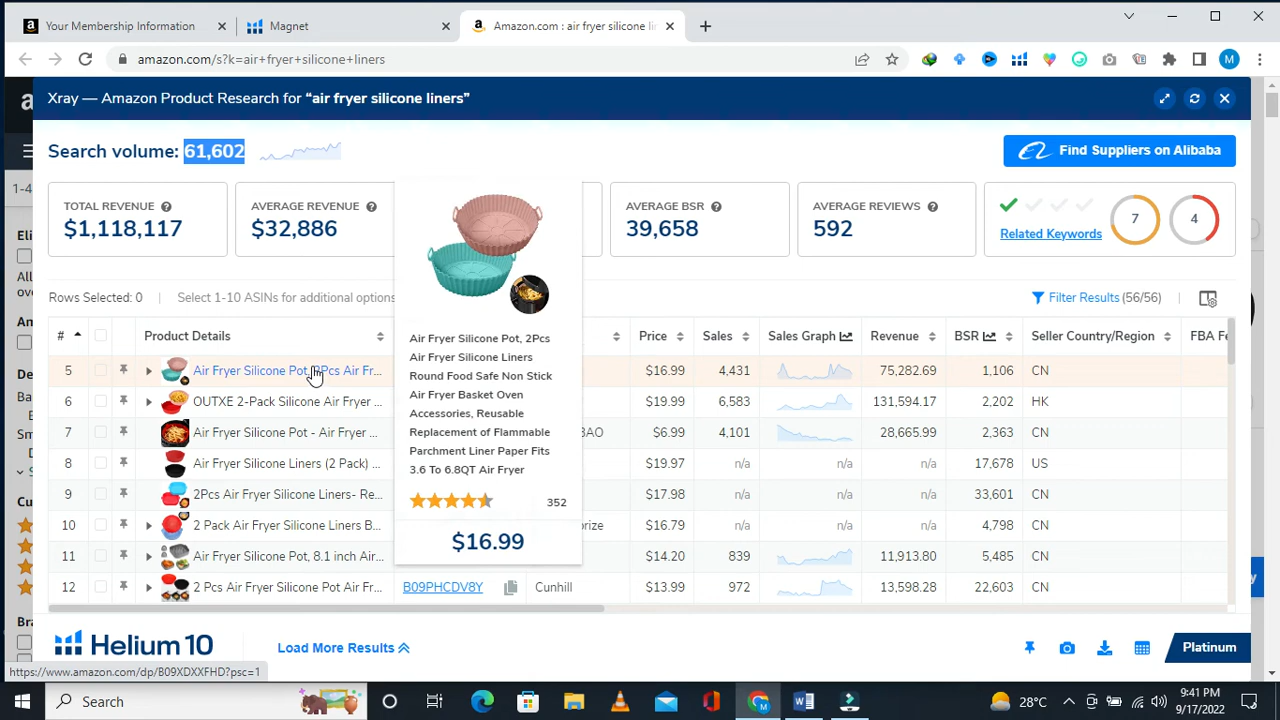 Your Membership Information
Magnet
Amazon.com : air fryer silicone lin
amazon.com/s?k=air+fryer+silicone+liners
M
Xray — Amazon Product Research for “air fryer silicone liners”
Search volume: 61,602
Find Suppliers on Alibaba
TOTAL REVENUE
$1,118,117
AVERAGE REVENUE
$32,886
AVERAGE BSR
39,658
AVERAGE REVIEWS
592
Related Keywords
7
4
1-4
Rows Selected: 0
Select 1-10 ASINs for additional options
Filter Results (56/56)
# Product Details Price Sales Sales Graph Revenue BSR Seller Country/Region FBA Fe
5 Air Fryer Silicone Pot, 2Pcs Air Fr... $16.99 4,431 75,282.69 1,106 CN
6 OUTXE 2-Pack Silicone Air Fryer ... $19.99 6,583 131,594.17 2,202 HK
7 Air Fryer Silicone Pot - Air Fryer ... BAO $6.99 4,101 28,665.99 2,363 CN
8 Air Fryer Silicone Liners (2 Pack) ... $19.97 n/a n/a n/a 17,678 US
9 2Pcs Air Fryer Silicone Liners- Re... $17.98 n/a n/a n/a 33,601 CN
10 2 Pack Air Fryer Silicone Liners B... orize $16.79 n/a n/a n/a 4,798 CN
11 Air Fryer Silicone Pot, 8.1 inch Air... $14.20 839 11,913.80 5,485 CN
12 2 Pcs Air Fryer Silicone Pot Air Fr... B09PHCDV8Y Cunhill $13.99 972 13,598.28 22,603 CN
Air Fryer Silicone Pot, 2Pcs
Air Fryer Silicone Liners
Round Food Safe Non Stick
Air Fryer Basket Oven
Accessories, Reusable
Replacement of Flammable
Parchment Liner Paper Fits
3.6 To 6.8QT Air Fryer
352
$16.99
Helium 10
Load More Results
Platinum
https://www.amazon.com/dp/B09XDXXFHD?psc=1
Search
28°C
9:41 PM
9/17/2022